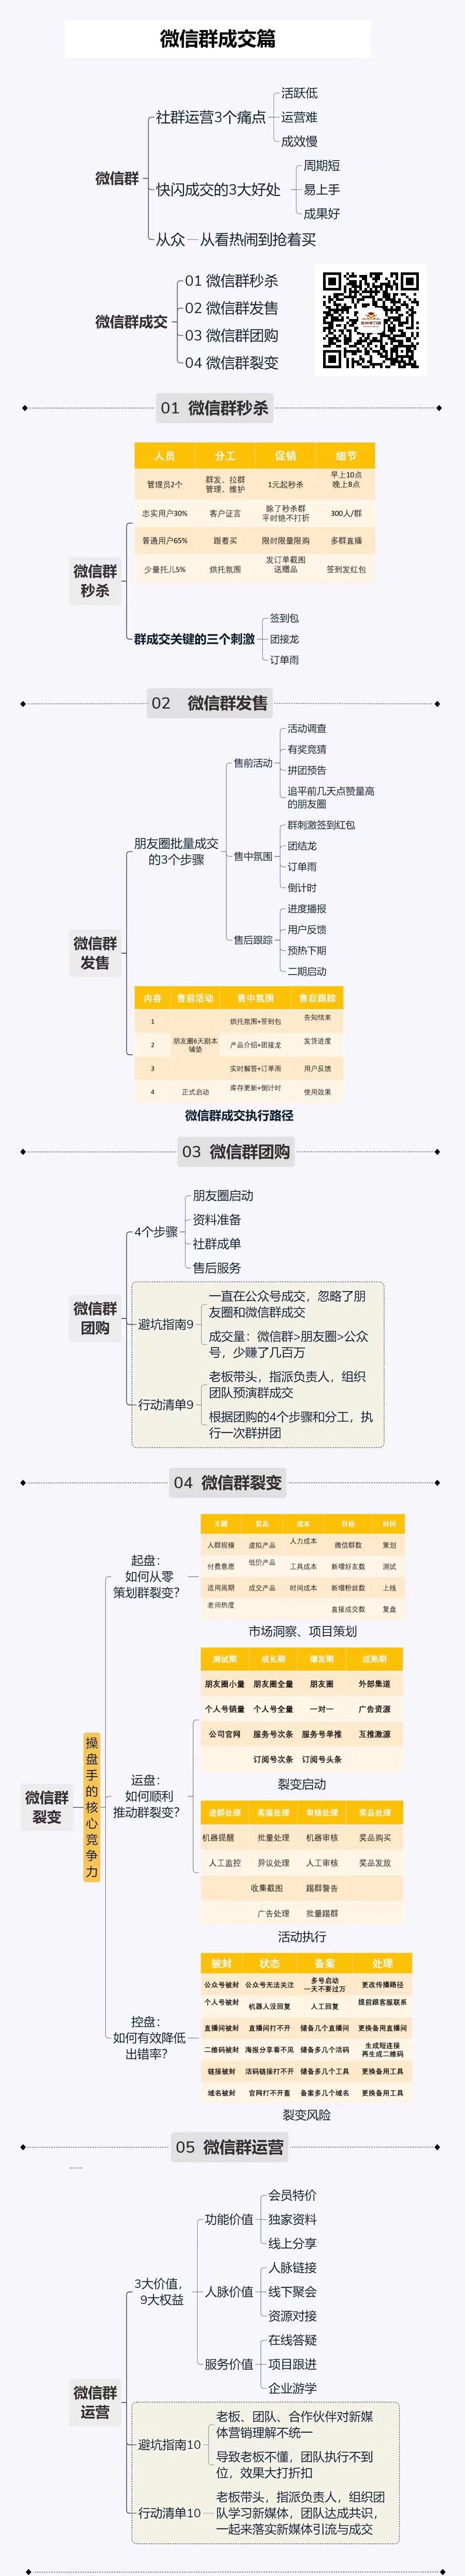 微信群成交篇
微信群
社群运营3个痛点
活跃低
运营难
成效慢
快闪成交的3大好处
周期短
易上手
成果好
从众
从看热闹到抢着买
微信群成交
01 微信群秒杀
02 微信群发售
03 微信群团购
04 微信群裂变
01 微信群秒杀
微信群
秒杀
人员 分工 促销 细节
管理员2个 群发、拉群 1元起秒杀 早上10点
管理、维护 晚上8点
忠实用户30% 客户证言 除了秒杀群 300人/群
平时绝不打折
普通用户65% 跟着买 限时限量限购 多群直播
少量托儿5% 烘托氛围 发订单截图 签到发红包
送赠品
群成交关键的三个刺激
签到包
团接龙
订单雨
02 微信群发售
微信群
发售
朋友圈批量成交
的3个步骤
售前活动
活动调查
有奖竞猜
拼团预告
追平前几天点赞量高
的朋友圈
售中氛围
群刺激签到红包
团结龙
订单雨
倒计时
售后跟踪
进度播报
用户反馈
预热下期
二期启动
内容 售前活动 售中氛围 售后跟踪
1 烘托氛围+签到包 告知结束
2 朋友圈6天剧本 产品介绍+团接龙 发货进度
铺垫
3 实时解答+订单雨 用户反馈
4 正式启动 库存更新+倒计时 使用效果
微信群成交执行路径
03 微信群团购
微信群
团购
4个步骤
朋友圈启动
资料准备
社群成单
售后服务
避坑指南9
一直在公众号成交，忽略了朋
友圈和微信群成交
成交量：微信群>朋友圈>公众
号，少赚了几百万
行动清单9
老板带头，指派负责人，组织
团队预演群成交
根据团购的4个步骤和分工，执
行一次群拼团
04 微信群裂变
微信群
裂变
操盘手的核心竞争力
起盘：
如何从零
策划群裂变?
主题 奖品 成本 目标 时间
人群规模 虚拟产品 人力成本 微信群数 策划
付费意愿 低价产品 工具成本 新增好友数 测试
适用周期 成交产品 时间成本 新增粉丝数 上线
老师热度 直接成交数 复盘
市场洞察、项目策划
运盘：
如何顺利
推动群裂变?
测试期 成长期 爆发期 成熟期
朋友圈小量 朋友圈全量 朋友圈 外部集道
个人号销量 个人号全量 一对一 广告资源
公司官网 服务号次条 服务号单推 互推激源
订阅号次条 订阅号头条
裂变启动
进群处理 客服处理 审核处理 奖品处理
机器提醒 批量处理 机器审核 奖品购买
人工监控 异议处理 人工审核 奖品发放
收集截图 踢群警告
广告处理 批量踢群
活动执行
控盘：
如何有效降低
出错率?
被封 状态 备案 处理
公众号被封 公众号无法关注 多号启动 更改传播路径
一天不要过万
个人号被封 机器人没回复 人工回复 提前跟客服联系
直播间被封 直播间打不开 储备几个直播间 更换备用直播间
二维码被封 海报分享看不见 储备多几个活码 生成短连接
再生成二维码
链接被封 活码链接打不开 储备多几个工具 更换备用工具
域名被封 官网打不开畜 备案多几个域名 更换备用工具
裂变风险
05 微信群运营
.....
微信群
运营
3大价值，
9大权益
功能价值
会员特价
独家资料
线上分享
人脉价值
人脉链接
线下聚会
资源对接
服务价值
在线答疑
项目跟进
企业游学
避坑指南10
老板、团队、合作伙伴对新媒
体营销理解不统一
导致老板不懂，团队执行不到
位，效果大打折扣
行动清单10
老板带头，指派负责人，组织团
队学习新媒体，团队达成共识，
一起来落实新媒体引流与成交